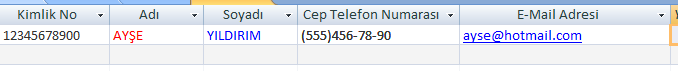 Kimlik No Adı Soyadı Cep Telefon Numarası E-Mail Adresi
12345678900 AYŞE YILDIRIM (555)456-78-90 ayse@hotmail.com